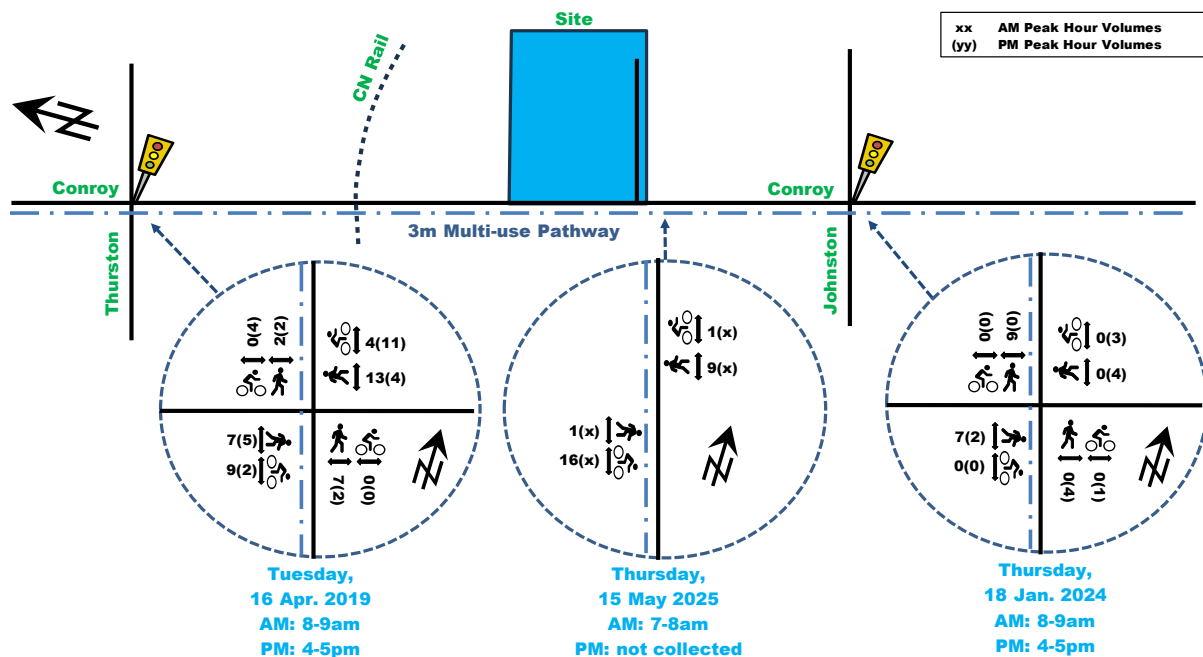 Site
xx AM Peak Hour Volumes
(yy) PM Peak Hour Volumes
CN Rail
Conroy
Conroy
3m Multi-use Pathway
Thurston
Johnston
0(4)
2(2)
4(11)
13(4)
7(5)
9(2)
7(2)
0(0)
1(x)
9(x)
1(x)
16(x)
0(0)
9(0)
0(3)
0(4)
7(2)
0(0)
0(4)
0(1)
Tuesday,
16 Apr. 2019
AM: 8-9am
PM: 4-5pm
Thursday,
15 May 2025
AM: 7-8am
PM: not collected
Thursday,
18 Jan. 2024
AM: 8-9am
PM: 4-5pm